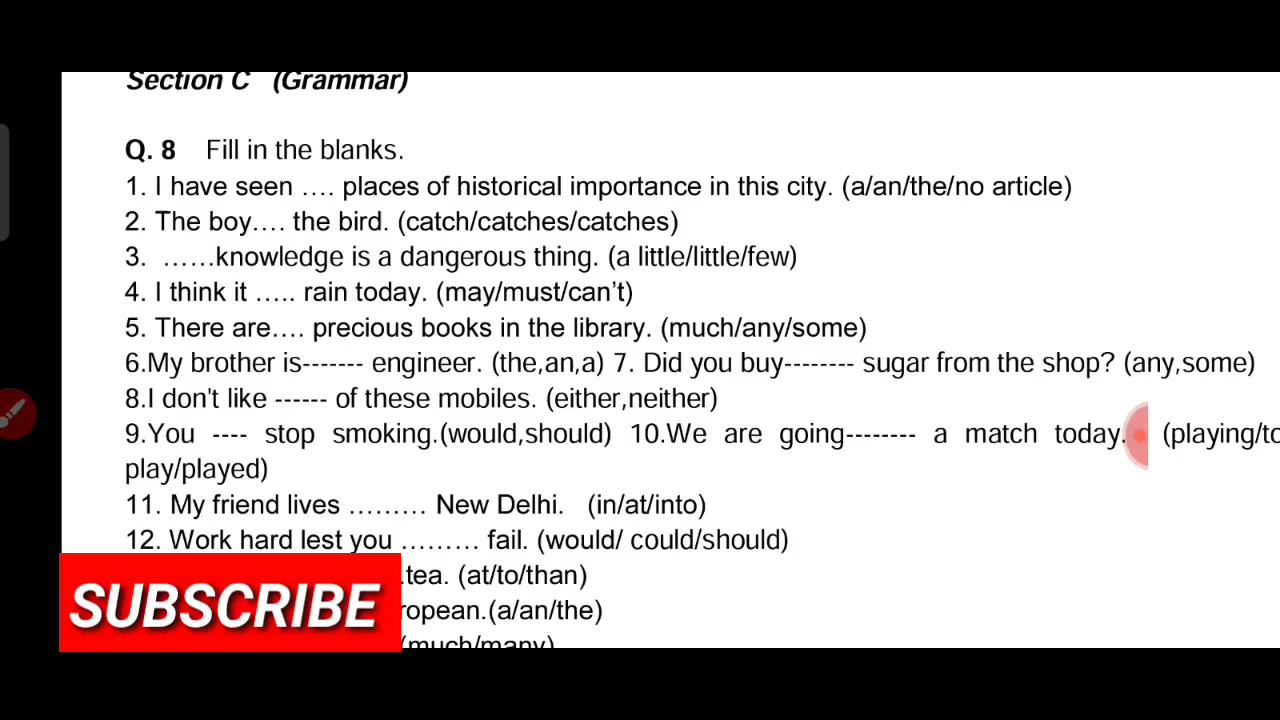 Section C (Grammar)
Q. 8 Fill in the blanks.
1. I have seen …. places of historical importance in this city. (a/an/the/no article)
2. The boy…. the bird. (catch/catches/catches)
3. ……knowledge is a dangerous thing. (a little/little/few)
4. I think it ….. rain today. (may/must/can’t)
5. There are…. precious books in the library. (much/any/some)
6.My brother is------- engineer. (the,an,a) 7. Did you buy-------- sugar from the shop? (any,some)
8.I don't like ------ of these mobiles. (either,neither)
9.You ---- stop smoking.(would,should) 10.We are going-------- a match today. (playing/to
play/played)
11. My friend lives ……… New Delhi. (in/at/into)
12. Work hard lest you ……… fail. (would/ could/should)
.tea. (at/to/than)
ropean.(a/an/the)
(much/many)
SUBSCRIBE